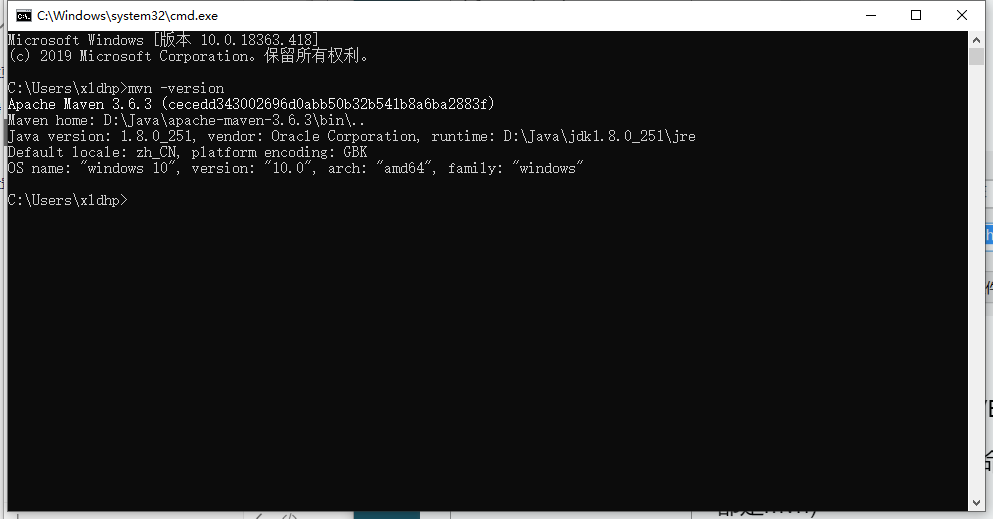 C:\Windows\system32\cmd.exe
Microsoft Windows [版本 10.0.18363.418]
(c) 2019 Microsoft Corporation。保留所有权利。
C:\Users\xldhp>mvn -version
Apache Maven 3.6.3 (cecedd343002696d0abb50b32b541b8a6ba2883f)
Maven home: D:\Java\apache-maven-3.6.3\bin\..
Java version: 1.8.0_251, vendor: Oracle Corporation, runtime: D:\Java\jdk1.8.0_251\jre
Default locale: zh_CN, platform encoding: GBK
OS name: "windows 10", version: "10.0", arch: "amd64", family: "windows"
C:\Users\xldhp>